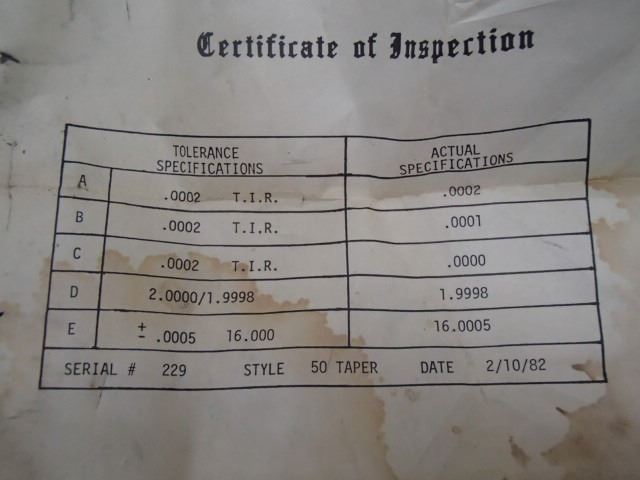 Certificate of Inspection
TOLERANCE SPECIFICATIONS ACTUAL SPECIFICATIONS
A .0002 T.I.R. .0002
B .0002 T.I.R. .0001
C .0002 T.I.R. .0000
D 2.0000/1.9998 1.9998
E ± .0005 16.000 16.0005
SERIAL # 229 STYLE 50 TAPER DATE 2/10/82